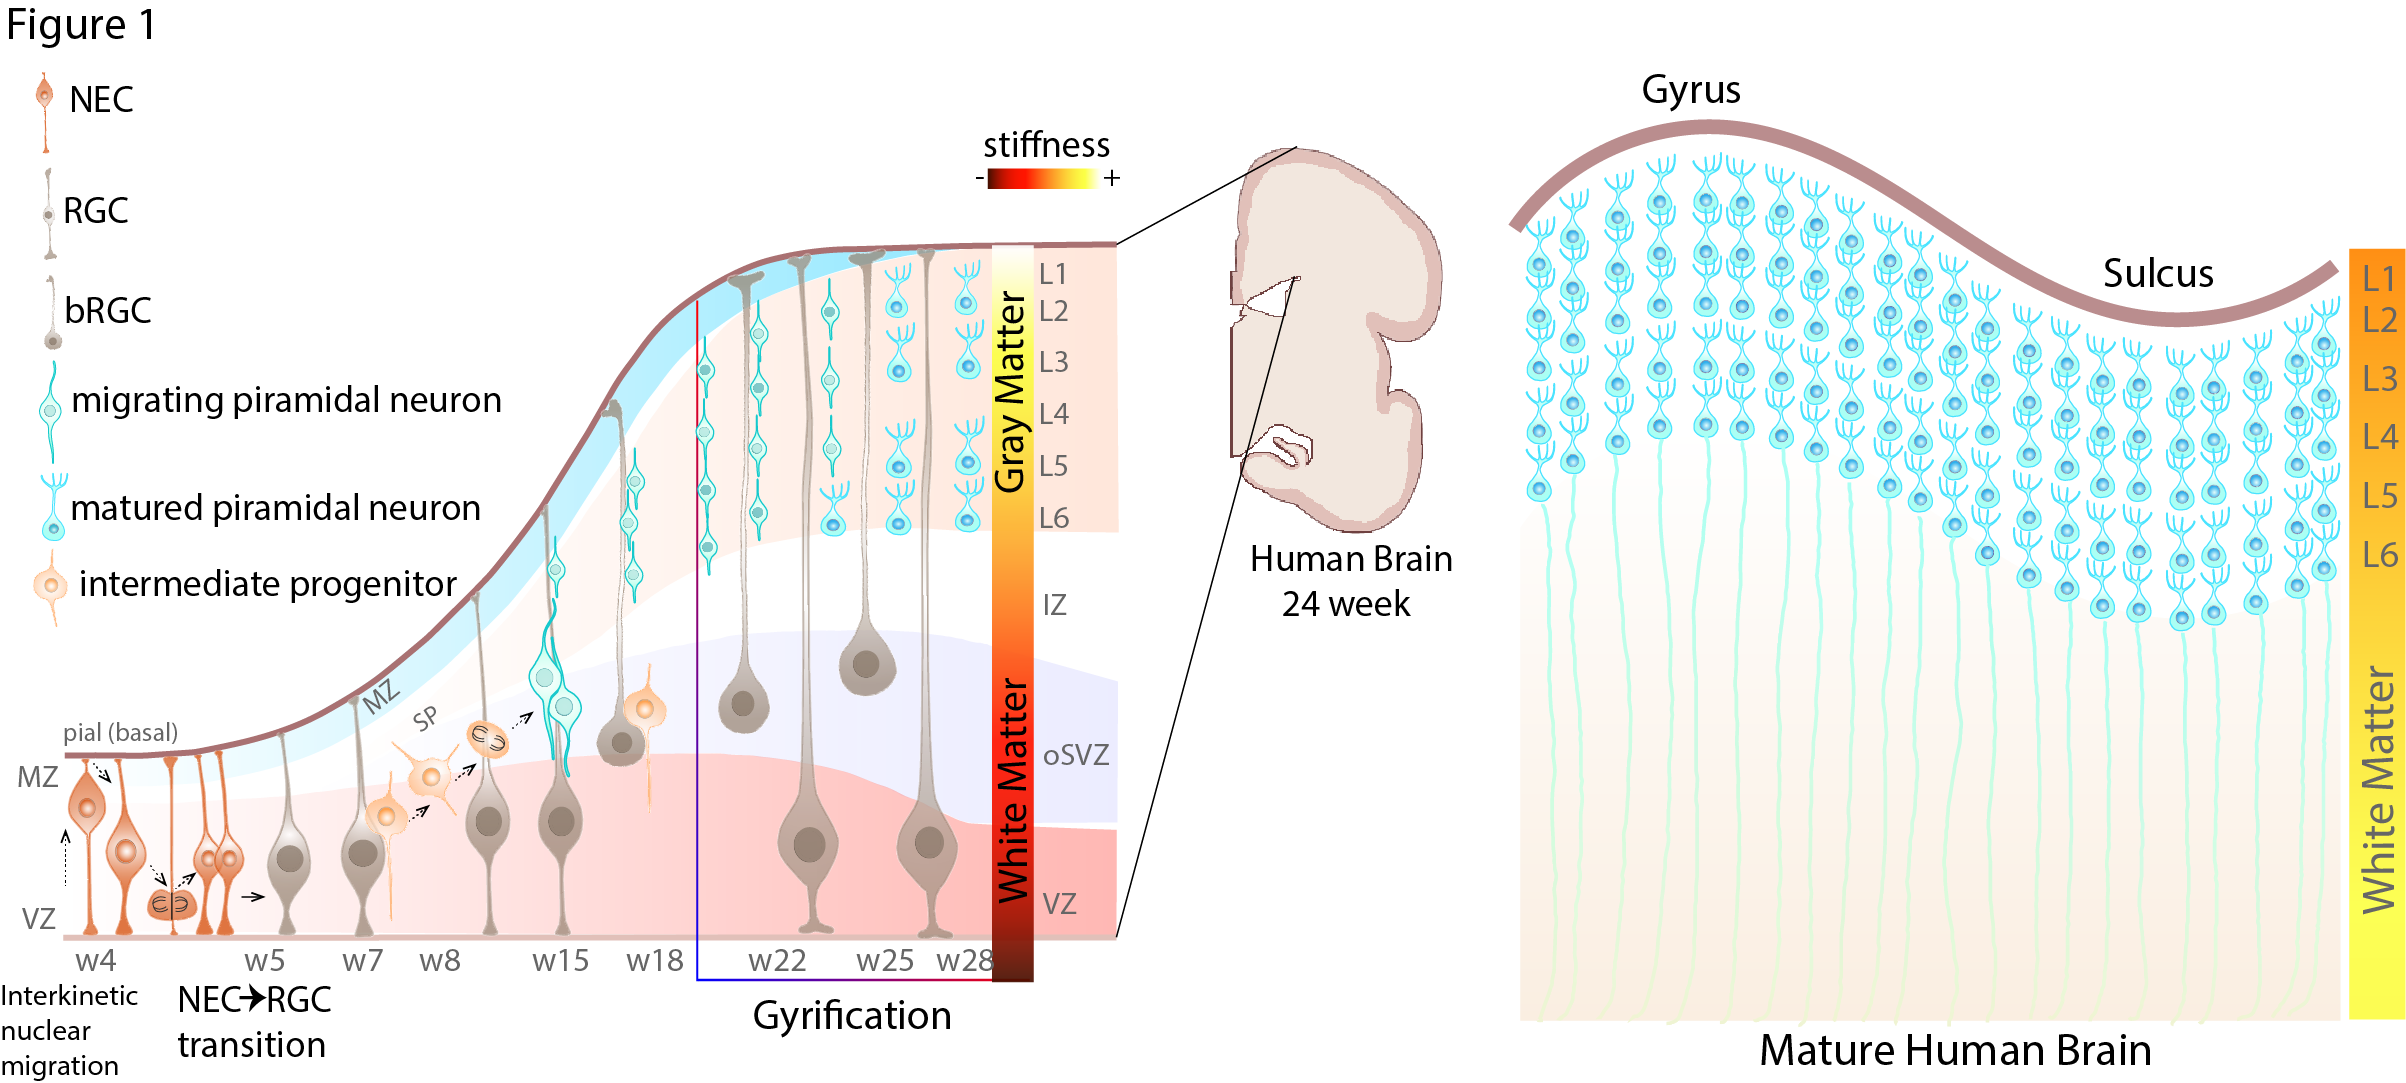 Figure 1
NEC
RGC
bRGC
migrating piramidal neuron
matured piramidal neuron
intermediate progenitor
stiffness
- +
pial (basal)
MZ
VZ
MZ
SP
L1
L2
L3
L4
L5
L6
IZ
oSVZ
VZ
Gray Matter
White Matter
w4 w5 w7 w8 w15 w18 w22 w25 w28
Interkinetic
nuclear
migration
NEC→RGC
transition
Gyrification
Human Brain
24 week
Gyrus
Sulcus
L1
L2
L3
L4
L5
L6
White Matter
Mature Human Brain